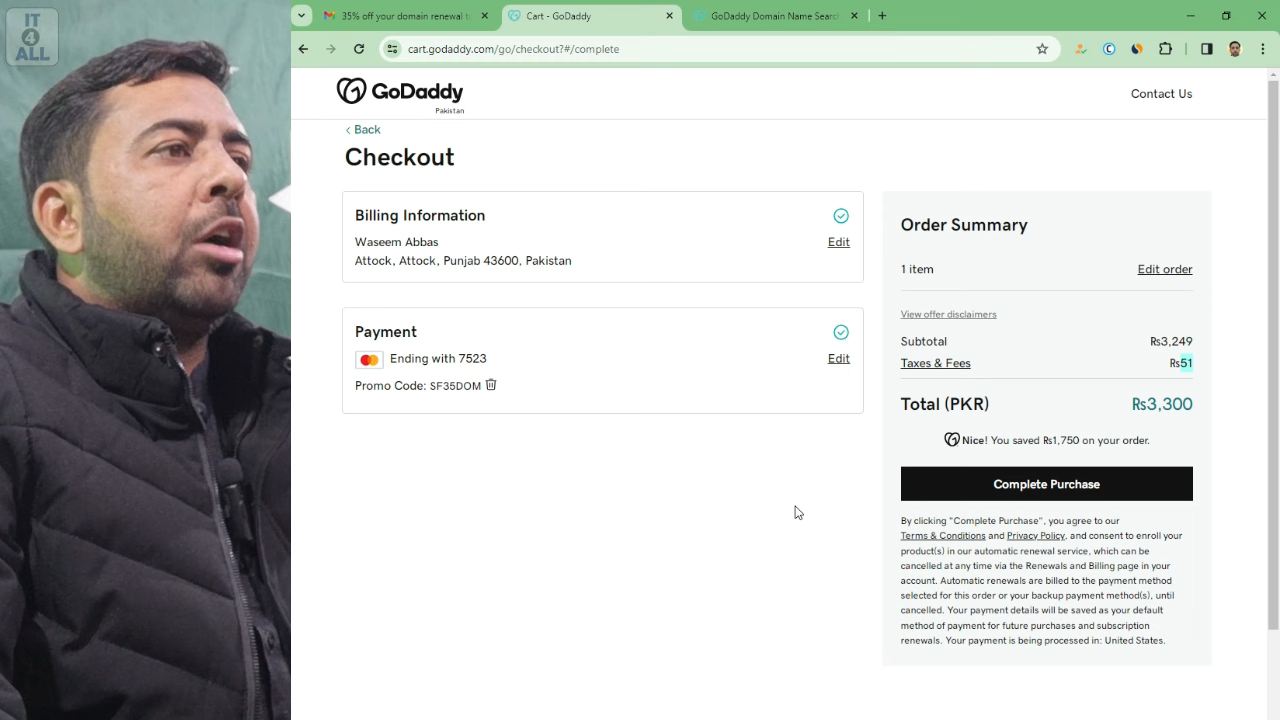 IT
4
ALL
35% off your domain renewal t
Cart - GoDaddy
GoDaddy Domain Name Search
cart.godaddy.com/go/checkout?#/complete
GoDaddy
Pakistan
Contact Us
Back
Checkout
Billing Information
Waseem Abbas
Edit
Attock, Attock, Punjab 43600, Pakistan
Payment
Ending with 7523
Edit
Promo Code: SF35DOM
Order Summary
1 item
Edit order
View offer disclaimers
Subtotal
₨3,249
Taxes & Fees
₨51
Total (PKR)
₨3,300
Nice! You saved ₨1,750 on your order.
Complete Purchase
By clicking "Complete Purchase", you agree to our
Terms & Conditions and Privacy Policy, and consent to enroll your
product(s) in our automatic renewal service, which can be
cancelled at any time via the Renewals and Billing page in your
account. Automatic renewals are billed to the payment method
selected for this order or your backup payment method(s), until
cancelled. Your payment details will be saved as your default
method of payment for future purchases and subscription
renewals. Your payment is being processed in: United States.